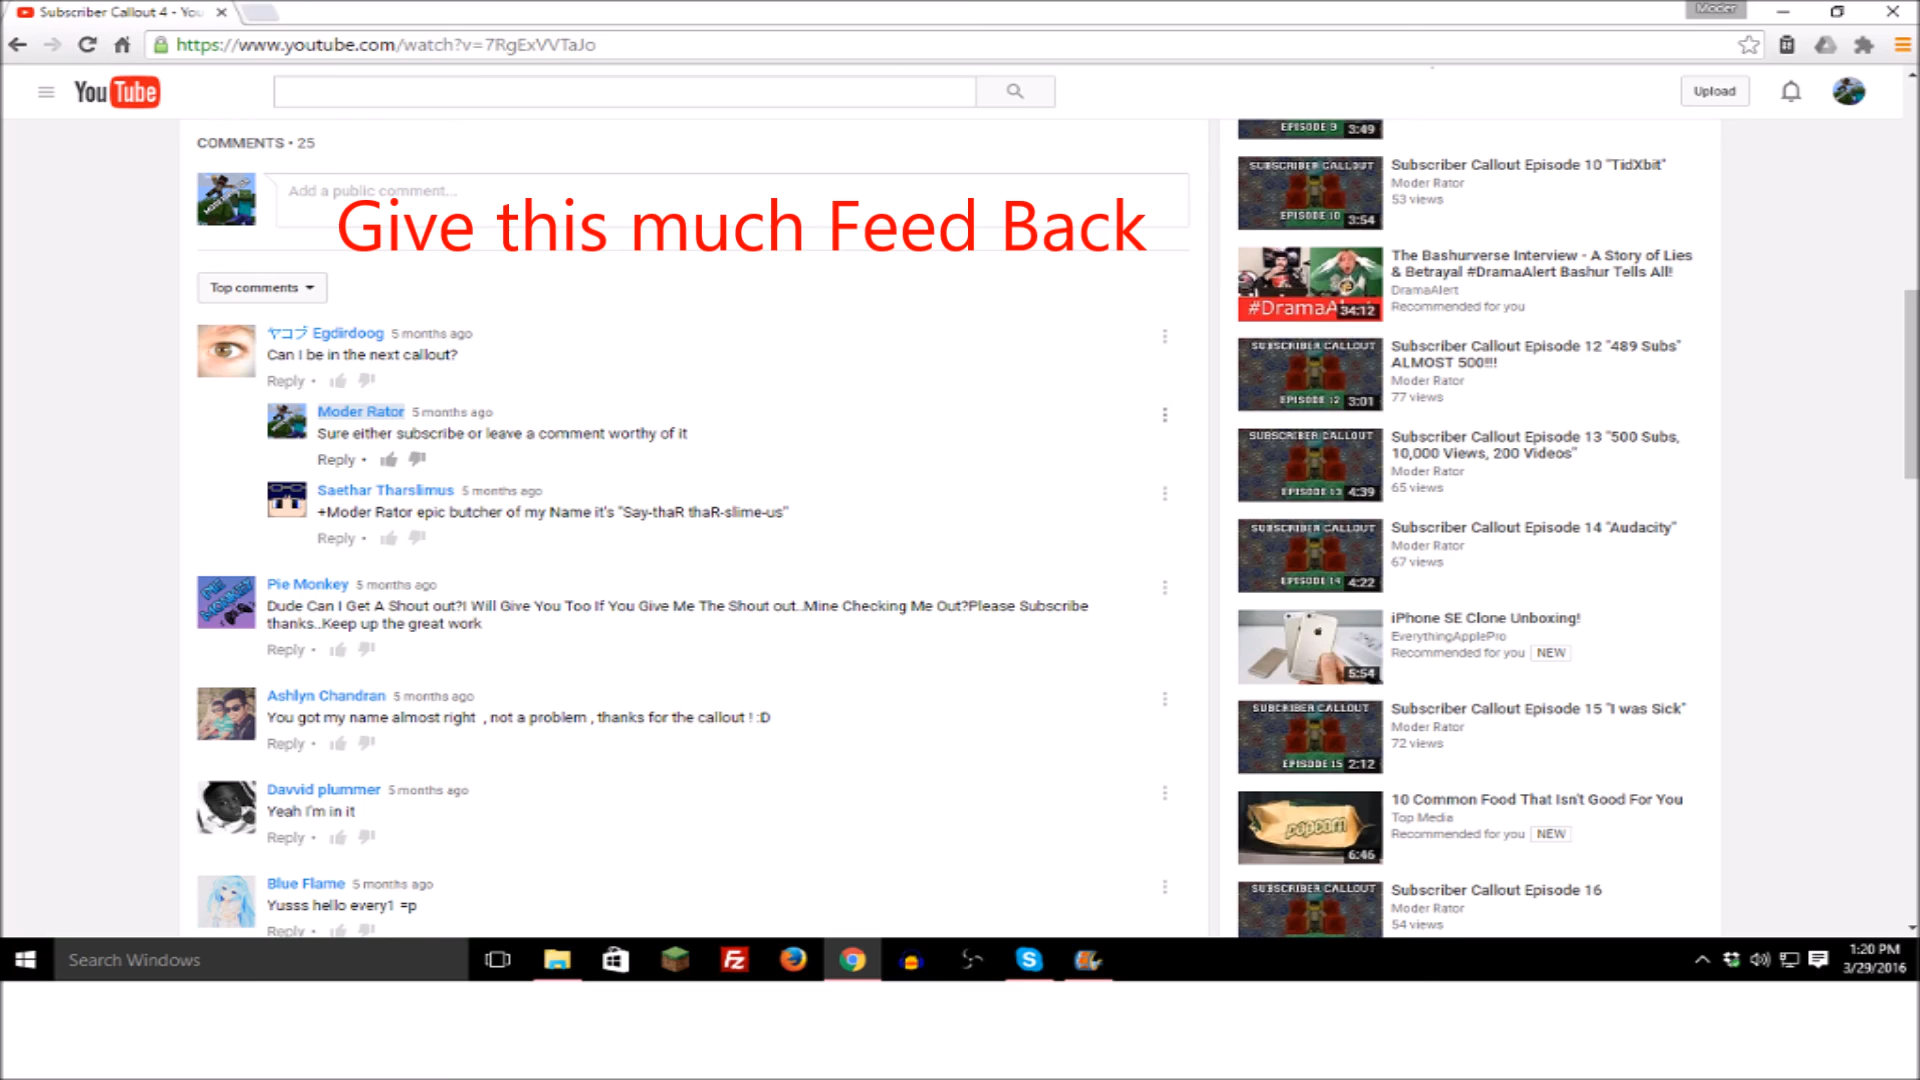 Subscriber Callout 4 - You
Moder
https://www.youtube.com/watch?v=7RgExVVTaJo
YouTube
Upload
COMMENTS • 25
Add a public comment...
Give this much Feed Back
Top comments
ヤコブ Egdirdoog 5 months ago
Can I be in the next callout?
Reply •
Moder Rator 5 months ago
Sure either subscribe or leave a comment worthy of it
Reply •
Saethar Tharslimus 5 months ago
+Moder Rator epic butcher of my Name it's "Say-thaR thaR-slime-us"
Reply •
PIE MONKEY
Pie Monkey 5 months ago
Dude Can I Get A Shout out?I Will Give You Too If You Give Me The Shout out..Mine Checking Me Out?Please Subscribe
thanks..Keep up the great work
Reply •
Ashlyn Chandran 5 months ago
You got my name almost right , not a problem , thanks for the callout ! :D
Reply •
Davvid plummer 5 months ago
Yeah I'm in it
Reply •
Blue Flame 5 months ago
Yusss hello every1 =p
Reply •
EPISODE 9 3:49
SUBSCRIBER CALLOUT
EPISODE 10 3:54
Subscriber Callout Episode 10 "TidXbit"
Moder Rator
53 views
#DramaA 34:12
The Bashurverse Interview - A Story of Lies
& Betrayal #DramaAlert Bashur Tells All!
DramaAlert
Recommended for you
SUBSCRIBER CALLOUT
EPISODE 12 3:01
Subscriber Callout Episode 12 "489 Subs"
ALMOST 500!!!
Moder Rator
77 views
SUBSCRIBER CALLOUT
EPISODE 13 4:39
Subscriber Callout Episode 13 "500 Subs,
10,000 Views, 200 Videos"
Moder Rator
65 views
SUBSCRIBER CALLOUT
EPISODE 14 4:22
Subscriber Callout Episode 14 "Audacity"
Moder Rator
67 views
5:54
iPhone SE Clone Unboxing!
EverythingApplePro
Recommended for you NEW
SUBCRIBER CALLOUT
EPISODE 15 2:12
Subscriber Callout Episode 15 "I was Sick"
Moder Rator
72 views
popcorn
6:46
10 Common Food That Isn't Good For You
Top Media
Recommended for you NEW
SUBSCRIBER CALLOUT
Subscriber Callout Episode 16
Moder Rator
54 views
Search Windows
1:20 PM
3/29/2016